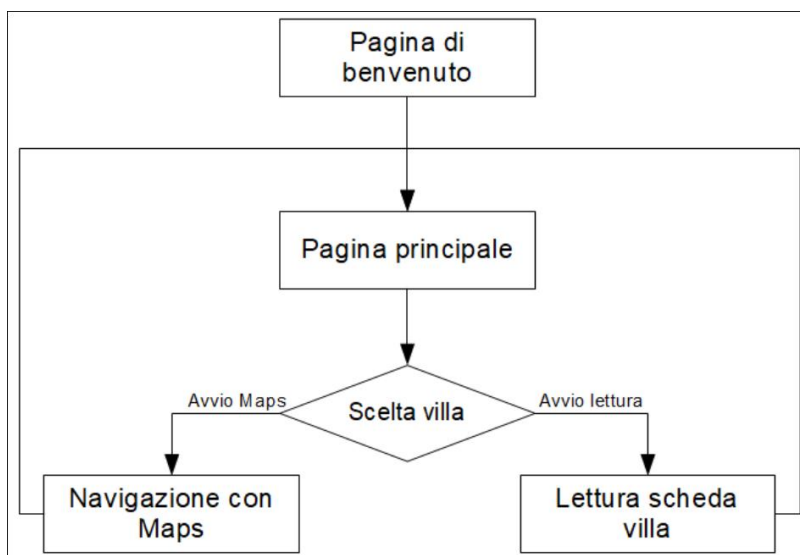 Pagina di
benvenuto
Pagina principale
Avvio Maps
Scelta villa
Avvio lettura
Navigazione con
Maps
Lettura scheda
villa